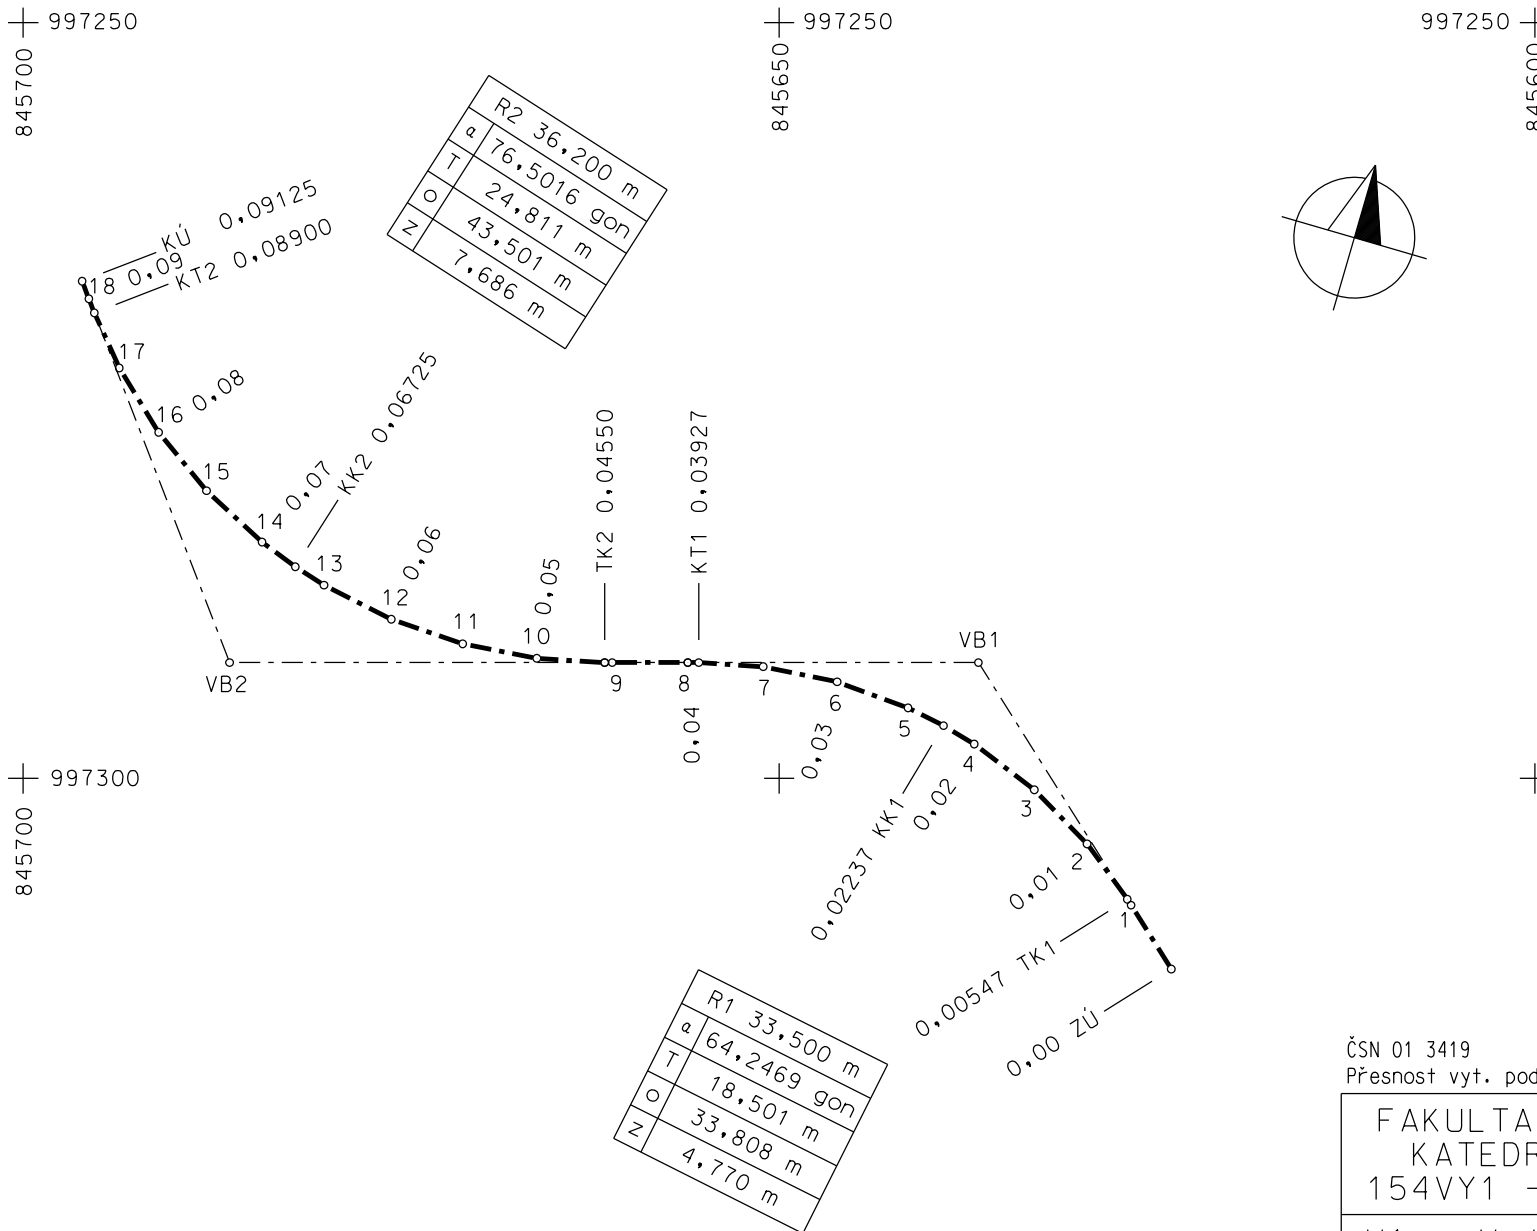 997250
997250
997250
845700
845650
845600
R2 36,200 m
α 76,5016 gon
T 24,811 m
O 43,501 m
Z 7,686 m
KÚ 0,09125
18 0,09
KT2 0,08900
17
16 0,08
15
14 0,07
KK2 0,06725
13
12 0,06
11
10 0,05
TK2 0,04550
9
KT1 0,03927
8
0,04
7
6
0,03
5
VB1
VB2
4
0,02
0,02237 KK1
3
2
0,01
1
0,00547 TK1
0,00 ZÚ
997300
845700
R1 33,500 m
α 64,2469 gon
T 18,501 m
O 33,808 m
Z 4,770 m
ČSN 01 3419
Přesnost vyt. pod
FAKULTA
KATEDR
154VY1 -